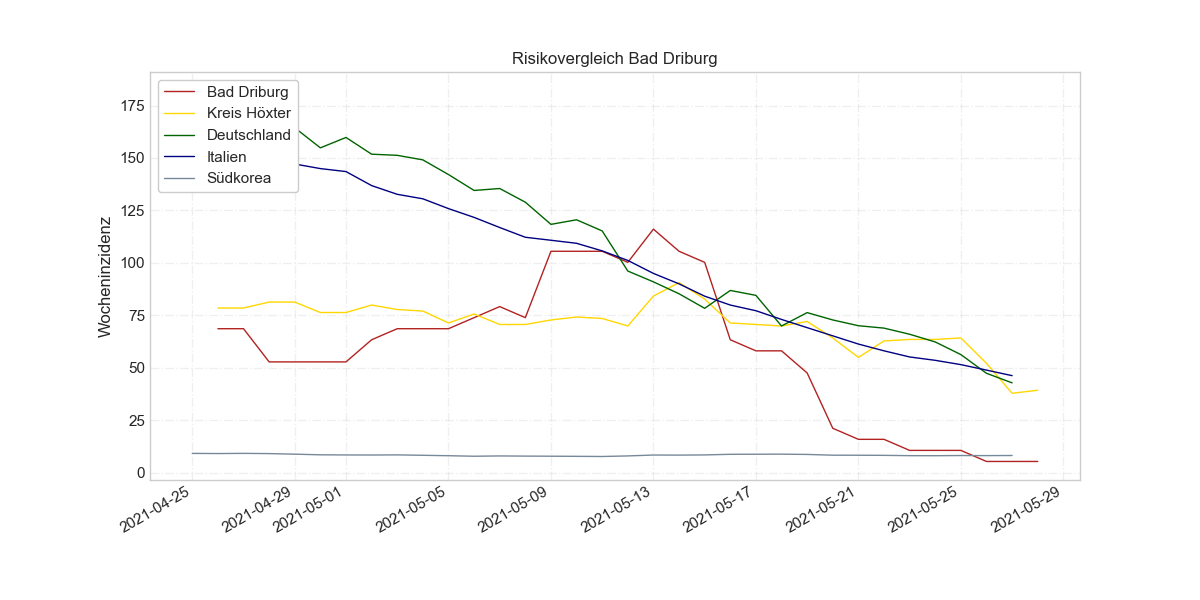 Risikovergleich Bad Driburg
Bad Driburg
Kreis Höxter
Deutschland
Italien
Südkorea
Wocheninzidenz
175
150
125
100
75
50
25
0
2021-04-25
2021-04-29
2021-05-01
2021-05-05
2021-05-09
2021-05-13
2021-05-17
2021-05-21
2021-05-25
2021-05-29